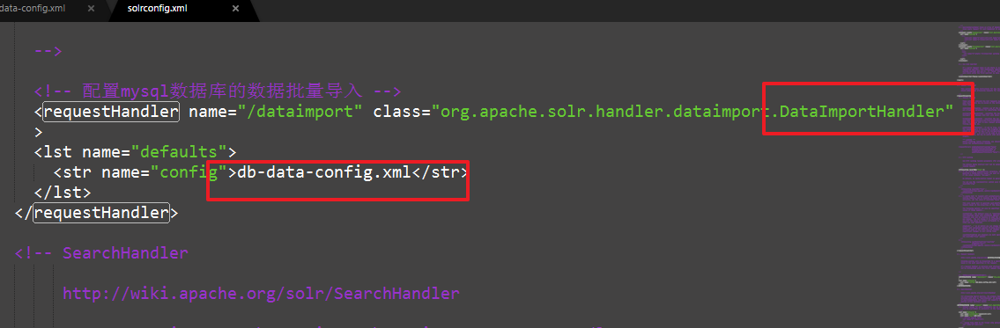 data-config.xml × solrconfig.xml ×
-->
<!-- 配置mysql数据库的数据批量导入 -->
<requestHandler name="/dataimport" class="org.apache.solr.handler.dataimport.DataImportHandler"
>
<lst name="defaults">
<str name="config">db-data-config.xml</str>
</lst>
</requestHandler>
<!-- SearchHandler
http://wiki.apache.org/solr/SearchHandler